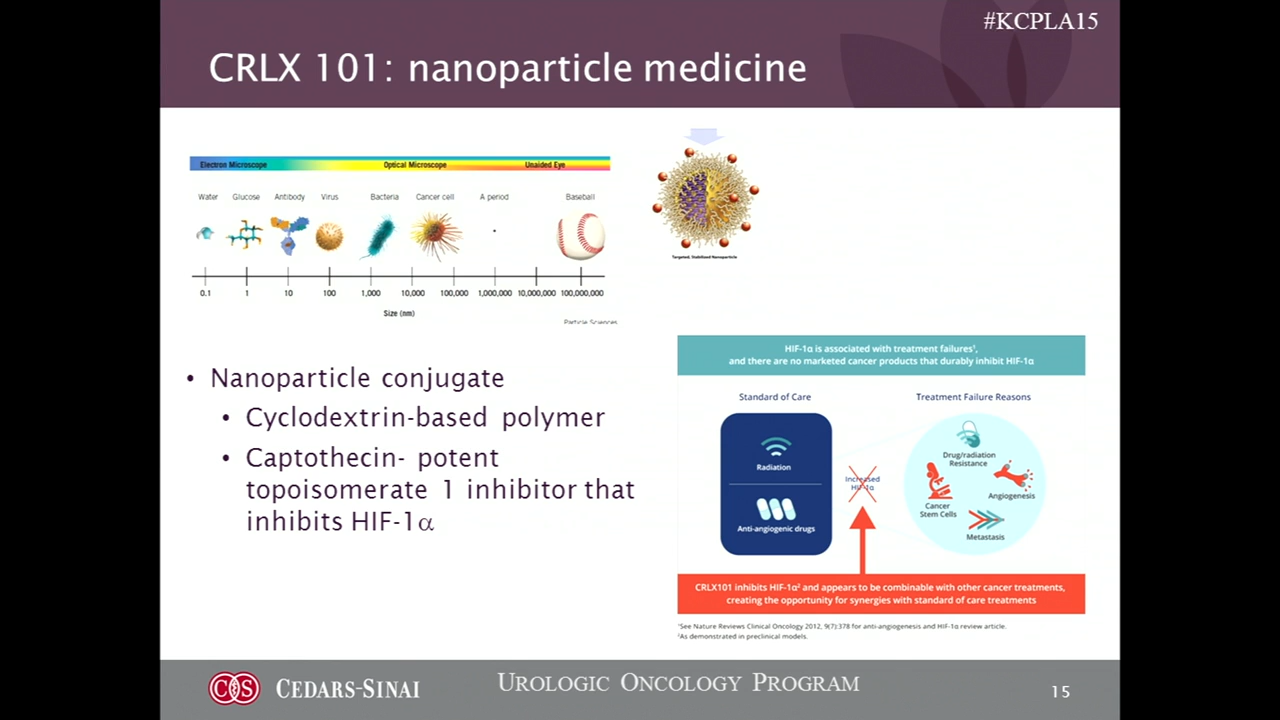 #KCPLA15
CRLX 101: nanoparticle medicine
Electron Microscope Optical Microscope Unaided Eye
Water Glucose Antibody Virus Bacteria Cancer cell A period Baseball
0.1 1 10 100 1,000 10,000 100,000 1,000,000 10,000,000 100,000,000
Size (nm)
Particle Sciences
Targeted, Stabilized Nanoparticle
• Nanoparticle conjugate
• Cyclodextrin-based polymer
• Captothecin- potent
topoisomerate 1 inhibitor that
inhibits HIF-1α
HIF-1α is associated with treatment failures¹,
and there are no marketed cancer products that durably inhibit HIF-1α
Standard of Care
Treatment Failure Reasons
Radiation
Anti-angiogenic drugs
Increased
HIF-1α
Drug/radiation
Resistance
Angiogenesis
Cancer
Stem Cells
Metastasis
CRLX101 inhibits HIF-1α² and appears to be combinable with other cancer treatments,
creating the opportunity for synergies with standard of care treatments
¹See Nature Reviews Clinical Oncology 2012, 9(7):378 for anti-angiogenesis and HIF-1α review article.
²As demonstrated in preclinical models.
CS
CEDARS-SINAI
UROLOGIC ONCOLOGY PROGRAM
15